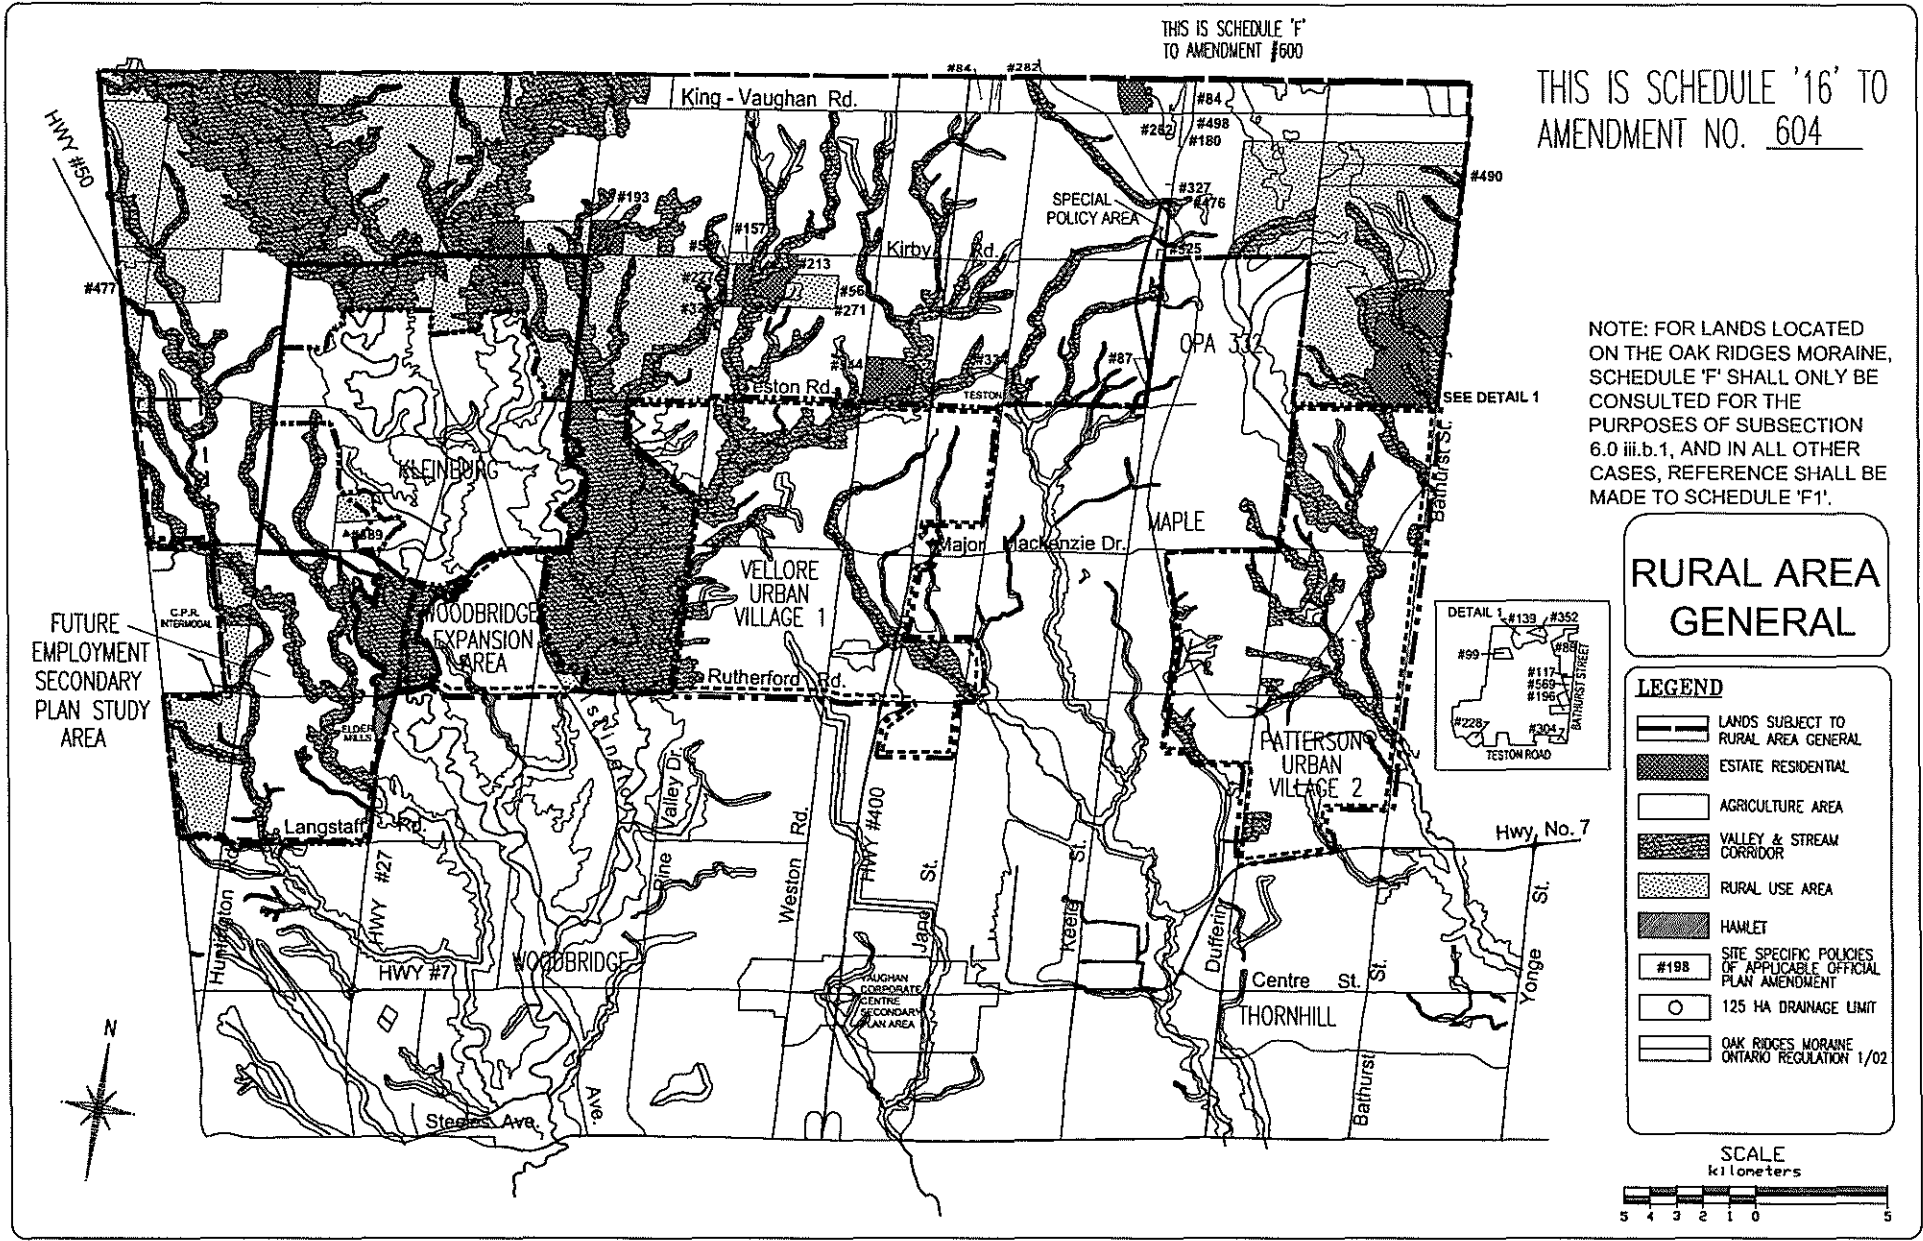 THIS IS SCHEDULE 'F'
TO AMENDMENT #600
THIS IS SCHEDULE '16' TO
AMENDMENT NO. 604
#84
#282
King - Vaughan Rd.
#84
#498
#282
#180
HWY #50
#490
#327
#476
SPECIAL
POLICY AREA
#193
#157
Kirby Rd.
#525
#213
#477
#56
#271
OPA 332
#87
Teston Rd.
TESTON
SEE DETAIL 1
NOTE: FOR LANDS LOCATED
ON THE OAK RIDGES MORAINE,
SCHEDULE 'F' SHALL ONLY BE
CONSULTED FOR THE
PURPOSES OF SUBSECTION
6.0 iii.b.1, AND IN ALL OTHER
CASES, REFERENCE SHALL BE
MADE TO SCHEDULE 'F1'.
Bathurst St.
KLEINBURG
MAPLE
Major Mackenzie Dr.
RURAL AREA
GENERAL
VELLORE
URBAN
VILLAGE 1
C.P.R.
INTERMODAL
WOODBRIDGE
EXPANSION
AREA
FUTURE
EMPLOYMENT
SECONDARY
PLAN STUDY
AREA
Rutherford Rd.
DETAIL 1
#139
#352
#99
#88
#117
#569
#196
BATHURST STREET
#228
#304
TESTON ROAD
ELDER
MILLS
Islington
Ave.
PATTERSON
URBAN
VILLAGE 2
Langstaff Rd.
Pine
Valley Dr.
Weston Rd.
HWY #400
Hwy. No. 7
HWY #27
Huntington
Rd.
Jane
St.
Keele
St.
Dufferin
St.
Yonge
St.
HWY #7
WOODBRIDGE
VAUGHAN
CORPORATE
CENTRE
SECONDARY
PLAN AREA
Centre St.
THORNHILL
Bathurst
Steeles Ave.
N
LEGEND
LANDS SUBJECT TO
RURAL AREA GENERAL
ESTATE RESIDENTIAL
AGRICULTURE AREA
VALLEY & STREAM
CORRIDOR
RURAL USE AREA
HAMLET
#198
SITE SPECIFIC POLICIES
OF APPLICABLE OFFICIAL
PLAN AMENDMENT
125 HA DRAINAGE LIMIT
OAK RIDGES MORAINE
ONTARIO REGULATION 1/02
SCALE
kilometers
5 4 3 2 1 0 5